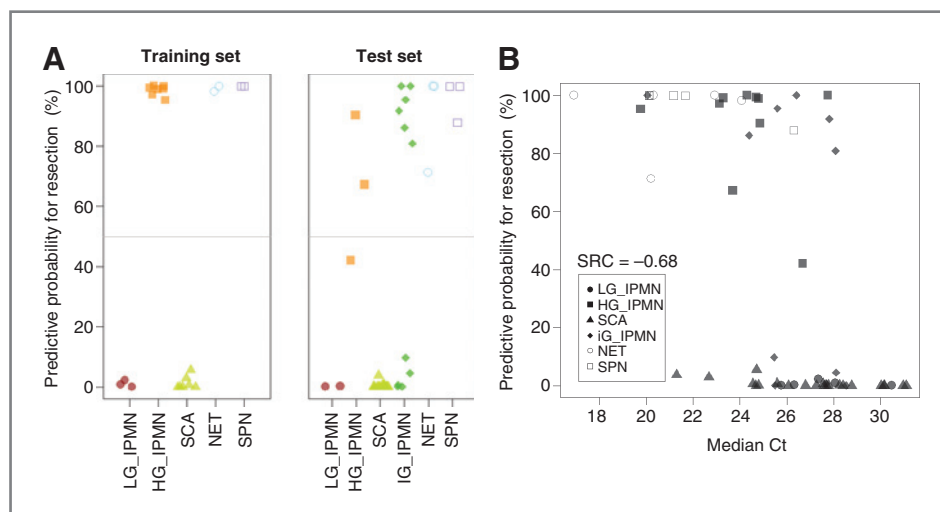 A
Training set
Test set
Predictive probability for resection (%)
100
80
60
40
20
0
LG_IPMN
HG_IPMN
SCA
NET
SPN
LG_IPMN
HG_IPMN
SCA
IG_IPMN
NET
SPN
B
Predictive probability for resection (%)
100
80
60
40
20
0
SRC = –0.68
LG_IPMN
HG_IPMN
SCA
iG_IPMN
NET
SPN
18 20 22 24 26 28 30
Median Ct